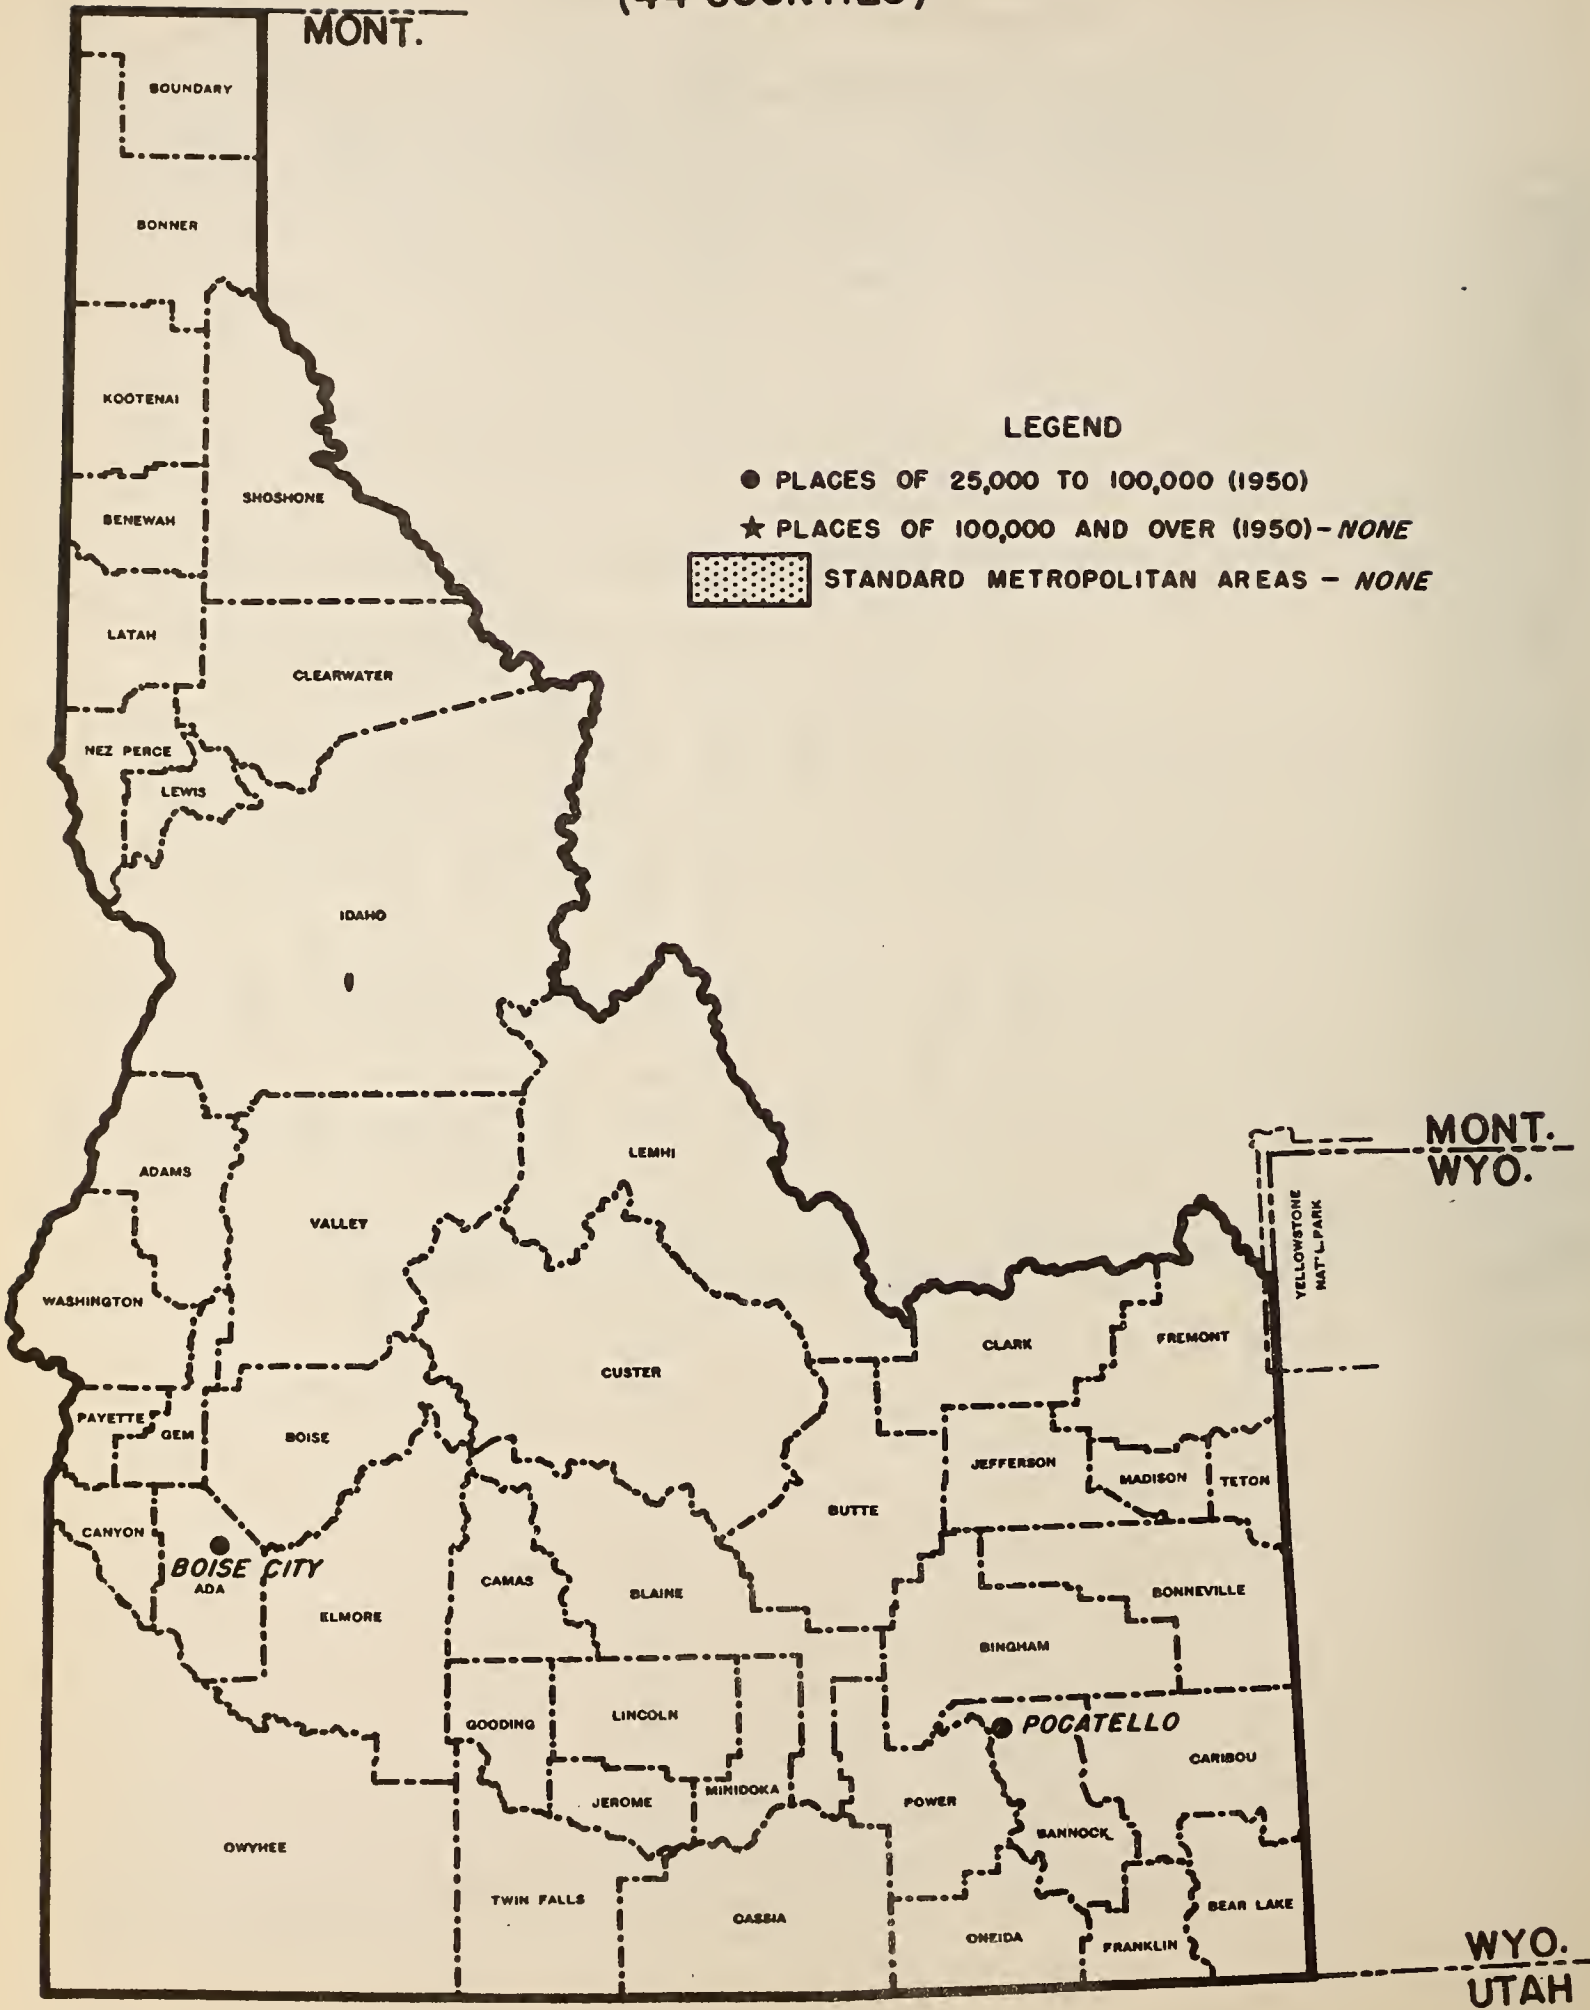 (44 COUNTIES)
MONT.
BOUNDARY
BONNER
KOOTENAI
LEGEND
PLACES OF 25,000 TO 100,000 (1950)
SHOSHONE
BENEWAH
PLACES OF 100,000 AND OVER (1950)-NONE
STANDARD METROPOLITAN AREAS - NONE
LATAH
CLEARWATER
NEZ PERCE
LEWIS
IDAHO
MONT.
WYO.
LEMHI
ADAMS
VALLEY
YELLOWSTONE
NAT'L. PARK
WASHINGTON
CLARK
FREMONT
CUSTER
PAYETTE
GEM
BOISE
JEFFERSON
MADISON
TETON
BUTTE
CANYON
BOISE CITY
ADA
CAMAS
BLAINE
BONNEVILLE
ELMORE
BINGHAM
GOODING
LINCOLN
POCATELLO
CARIBOU
JEROME
MINIDOKA
POWER
BANNOCK
OWYHEE
TWIN FALLS
CASSIA
BEAR LAKE
ONEIDA
FRANKLIN
WYO.
UTAH